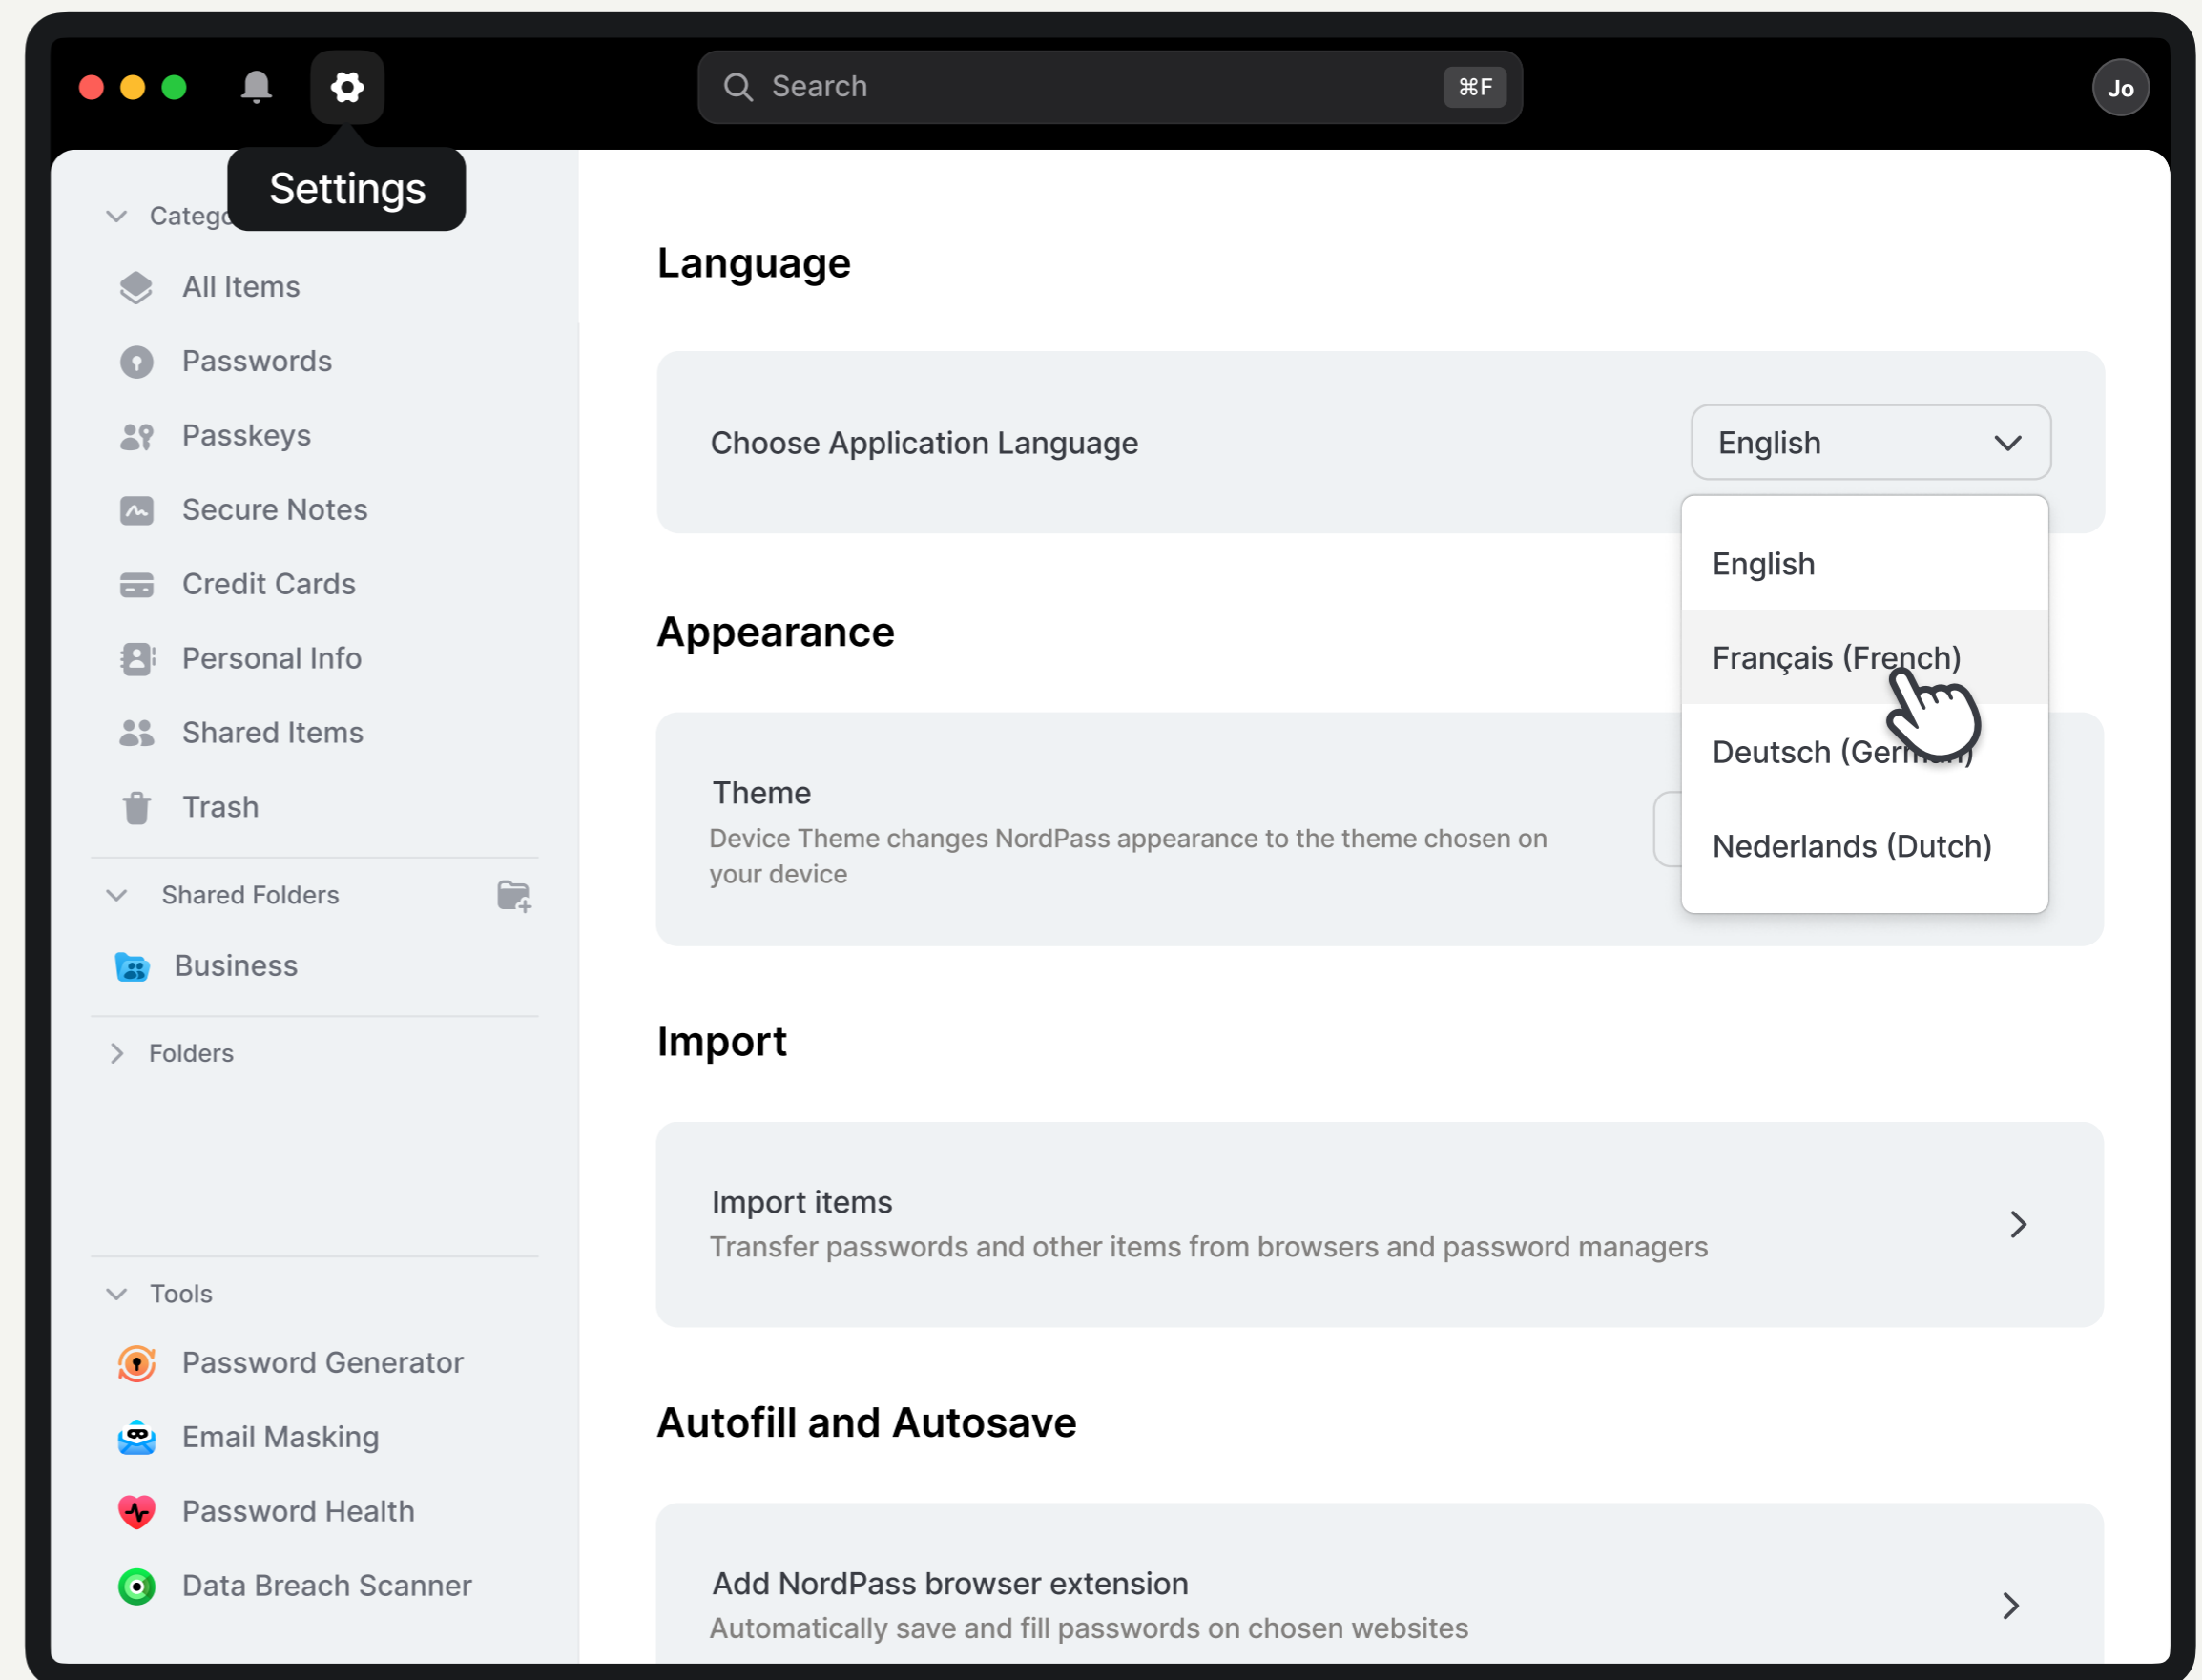 Search
⌘F
Jo
Settings
All Items
Passwords
Passkeys
Secure Notes
Credit Cards
Personal Info
Shared Items
Trash
Shared Folders
Business
Folders
Tools
Password Generator
Email Masking
Password Health
Data Breach Scanner
Language
Choose Application Language
English
English
Français (French)
Deutsch (German)
Nederlands (Dutch)
Appearance
Theme
Device Theme changes NordPass appearance to the theme chosen on
your device
Import
Import items
Transfer passwords and other items from browsers and password managers
Autofill and Autosave
Add NordPass browser extension
Automatically save and fill passwords on chosen websites